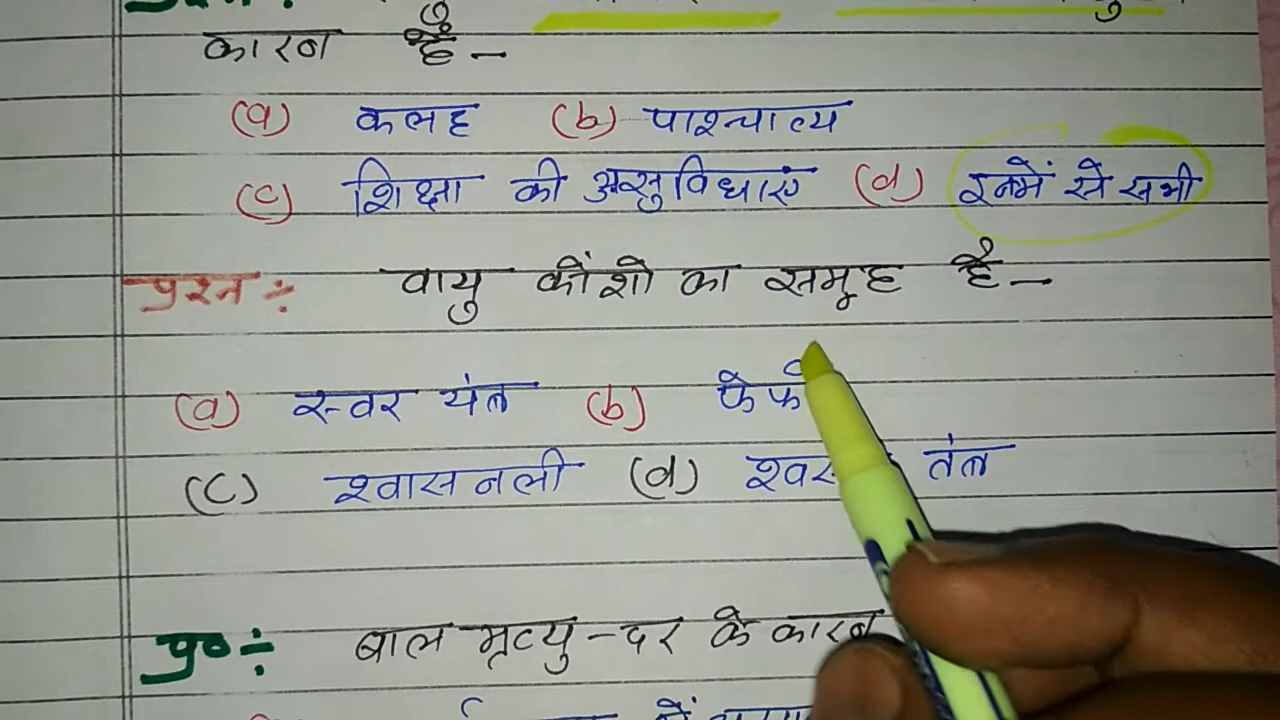 कारण हैं -
(a) कलह (b) पाश्चात्य
(c) शिक्षा की असुविधाएं (d) इनमें से सभी
प्रश्न ÷ वायु कोंशो का समूह है -
(a) स्वर यंत्र (b) फेफ
(c) श्वासनली (d) श्वस तंत्र
प्र० ÷ बाल मृत्यु - दर के कारण
में